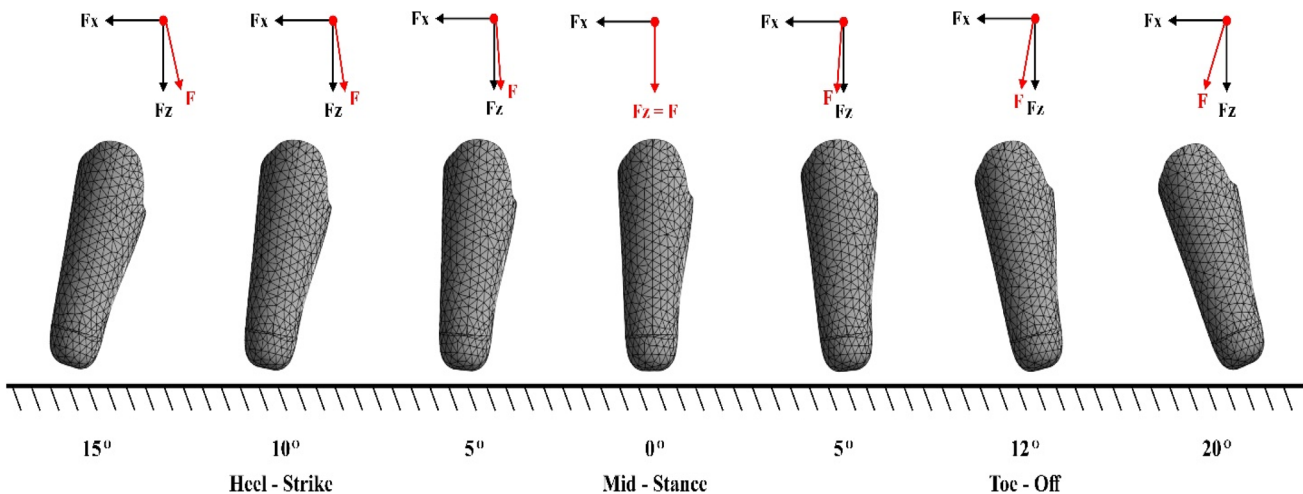 Fx Fz F
Fx Fz F
Fx Fz F
Fx Fz = F
Fx F Fz
Fx F Fz
Fx F Fz
15° 10° 5° 0° 5° 12° 20°
Heel - Strike Mid - Stance Toe - Off